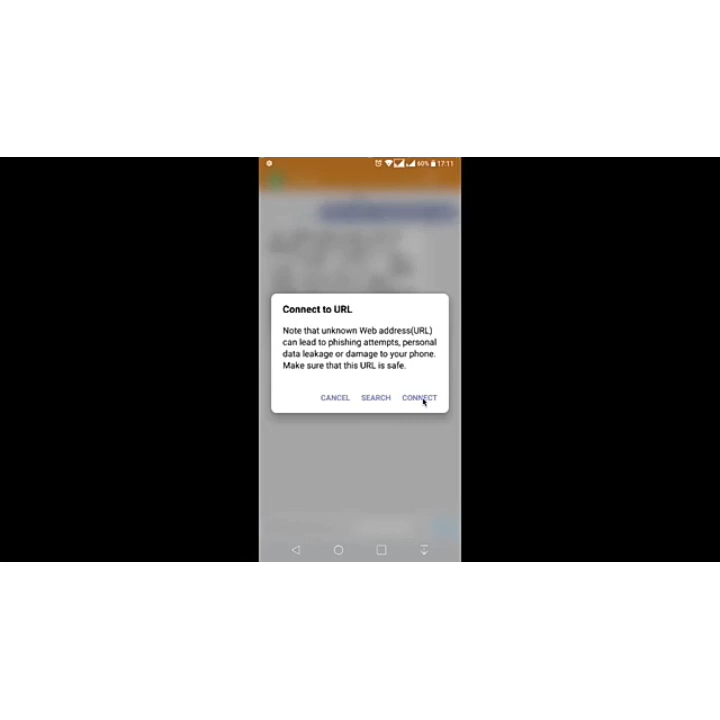 60% 17:11
Connect to URL
Note that unknown Web address(URL)
can lead to phishing attempts, personal
data leakage or damage to your phone.
Make sure that this URL is safe.
CANCEL SEARCH CONNECT